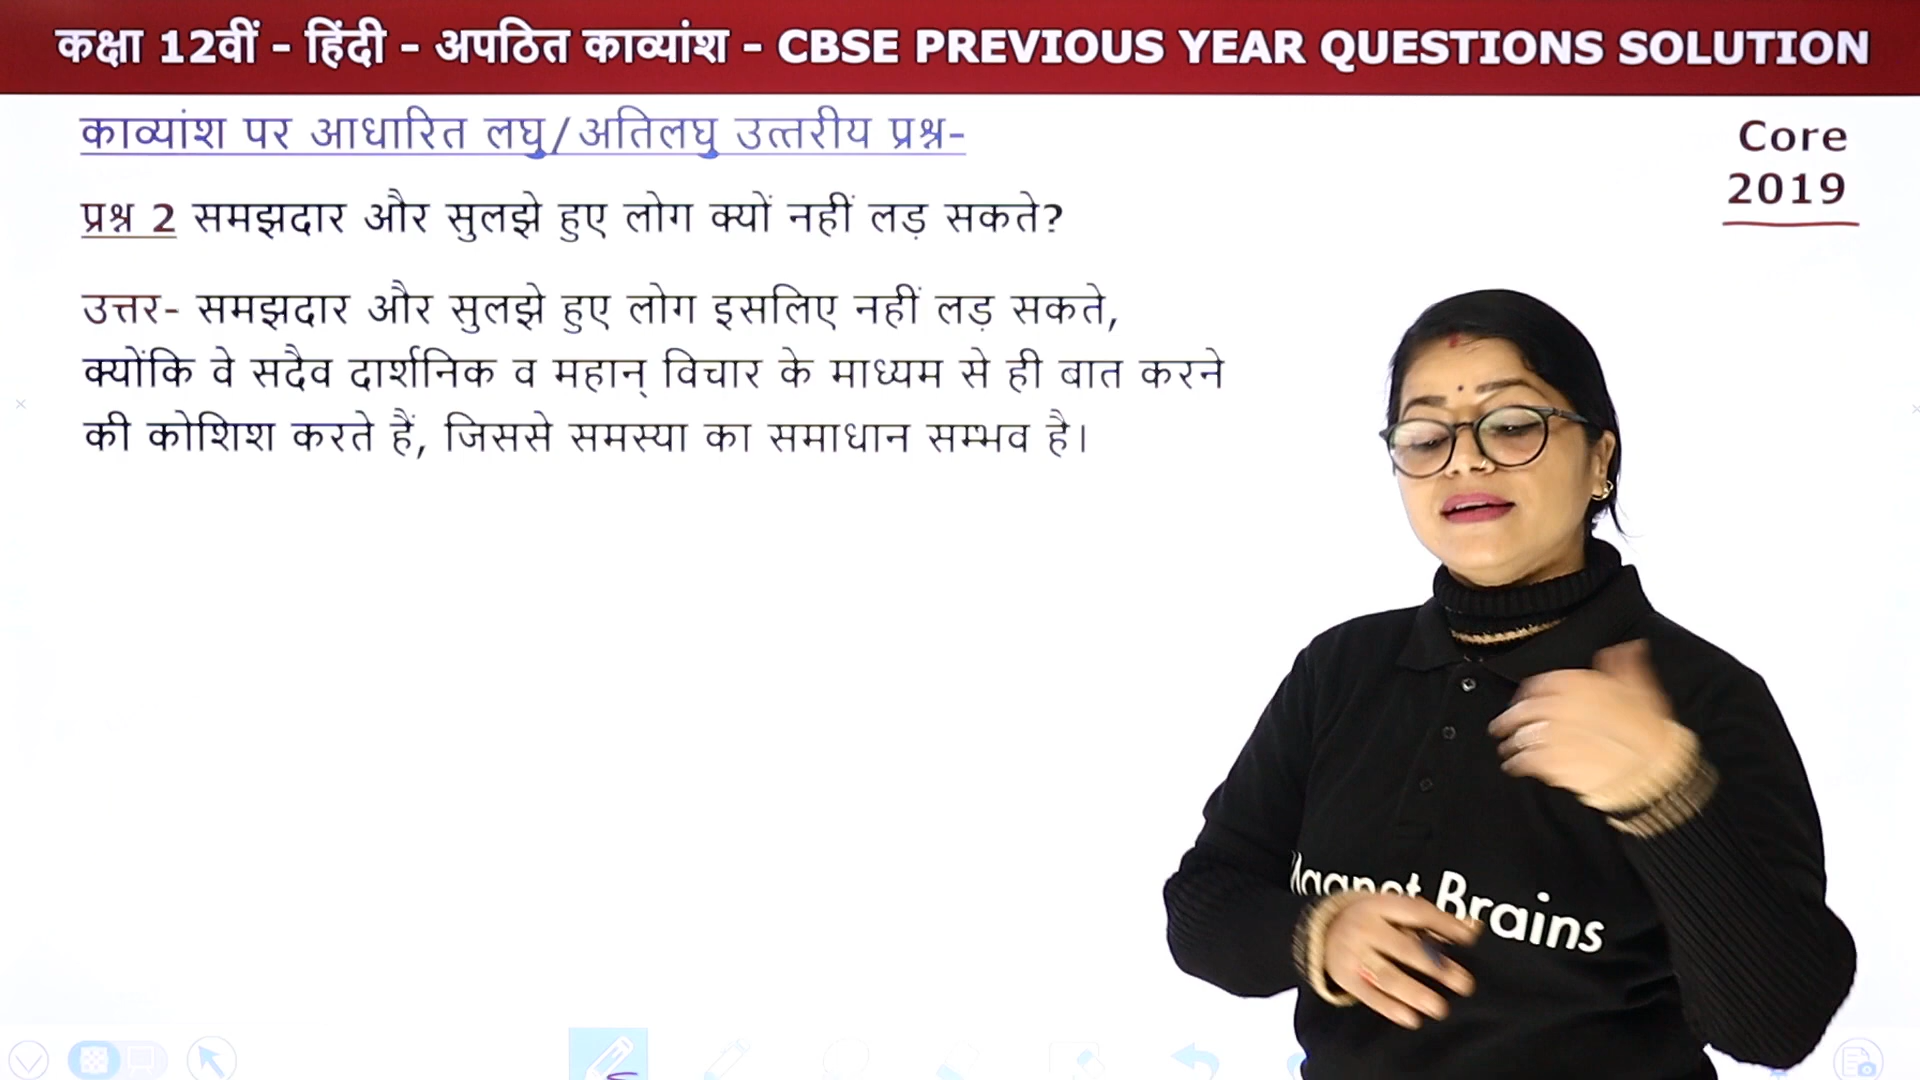 कक्षा 12वीं - हिंदी - अपठित काव्यांश - CBSE PREVIOUS YEAR QUESTIONS SOLUTION
काव्यांश पर आधारित लघु/अतिलघु उत्तरीय प्रश्न-
Core
2019
प्रश्न 2 समझदार और सुलझे हुए लोग क्यों नहीं लड़ सकते?
उत्तर- समझदार और सुलझे हुए लोग इसलिए नहीं लड़ सकते,
क्योंकि वे सदैव दार्शनिक व महान् विचार के माध्यम से ही बात करने
की कोशिश करते हैं, जिससे समस्या का समाधान सम्भव है।
Magnet Brains